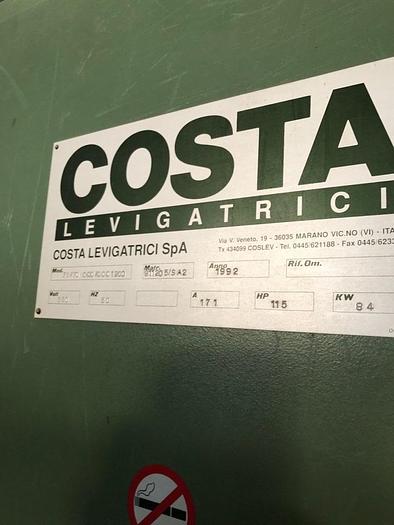 COSTA
LEVIGATRICI
COSTA LEVIGATRICI SpA
Via V. Veneto, 19 - 36035 MARANO VIC.NO (VI) - ITA
Tx 434099 COSLEV - Tel. 0445/621188 - Fax 0445/6233
Mod. Matr. Anno 1992 Rif.Om.
Volt HZ 50 A 171 HP 115 KW 84